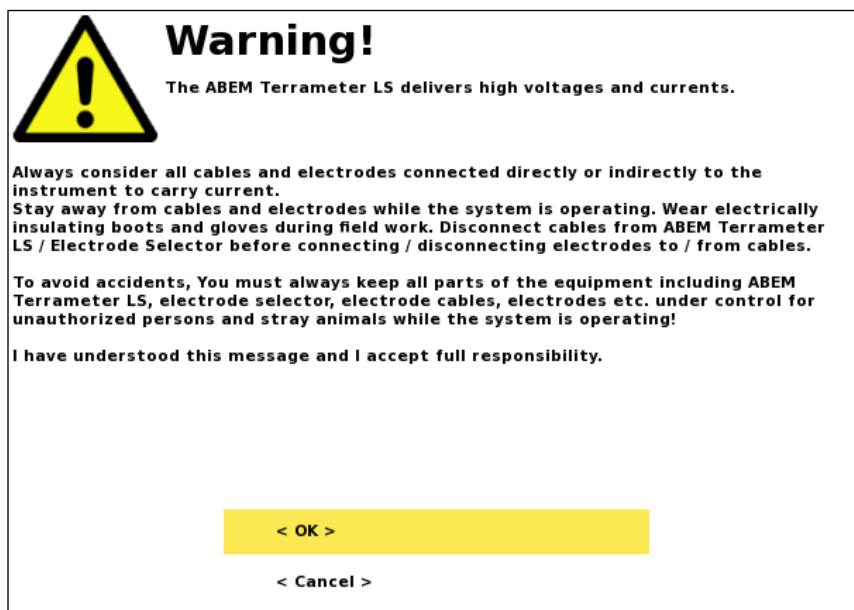 Warning!
The ABEM Terrameter LS delivers high voltages and currents.
Always consider all cables and electrodes connected directly or indirectly to the
instrument to carry current.
Stay away from cables and electrodes while the system is operating. Wear electrically
insulating boots and gloves during field work. Disconnect cables from ABEM Terrameter
LS / Electrode Selector before connecting / disconnecting electrodes to / from cables.
To avoid accidents, You must always keep all parts of the equipment including ABEM
Terrameter LS, electrode selector, electrode cables, electrodes etc. under control for
unauthorized persons and stray animals while the system is operating!
I have understood this message and I accept full responsibility.
< OK >
< Cancel >